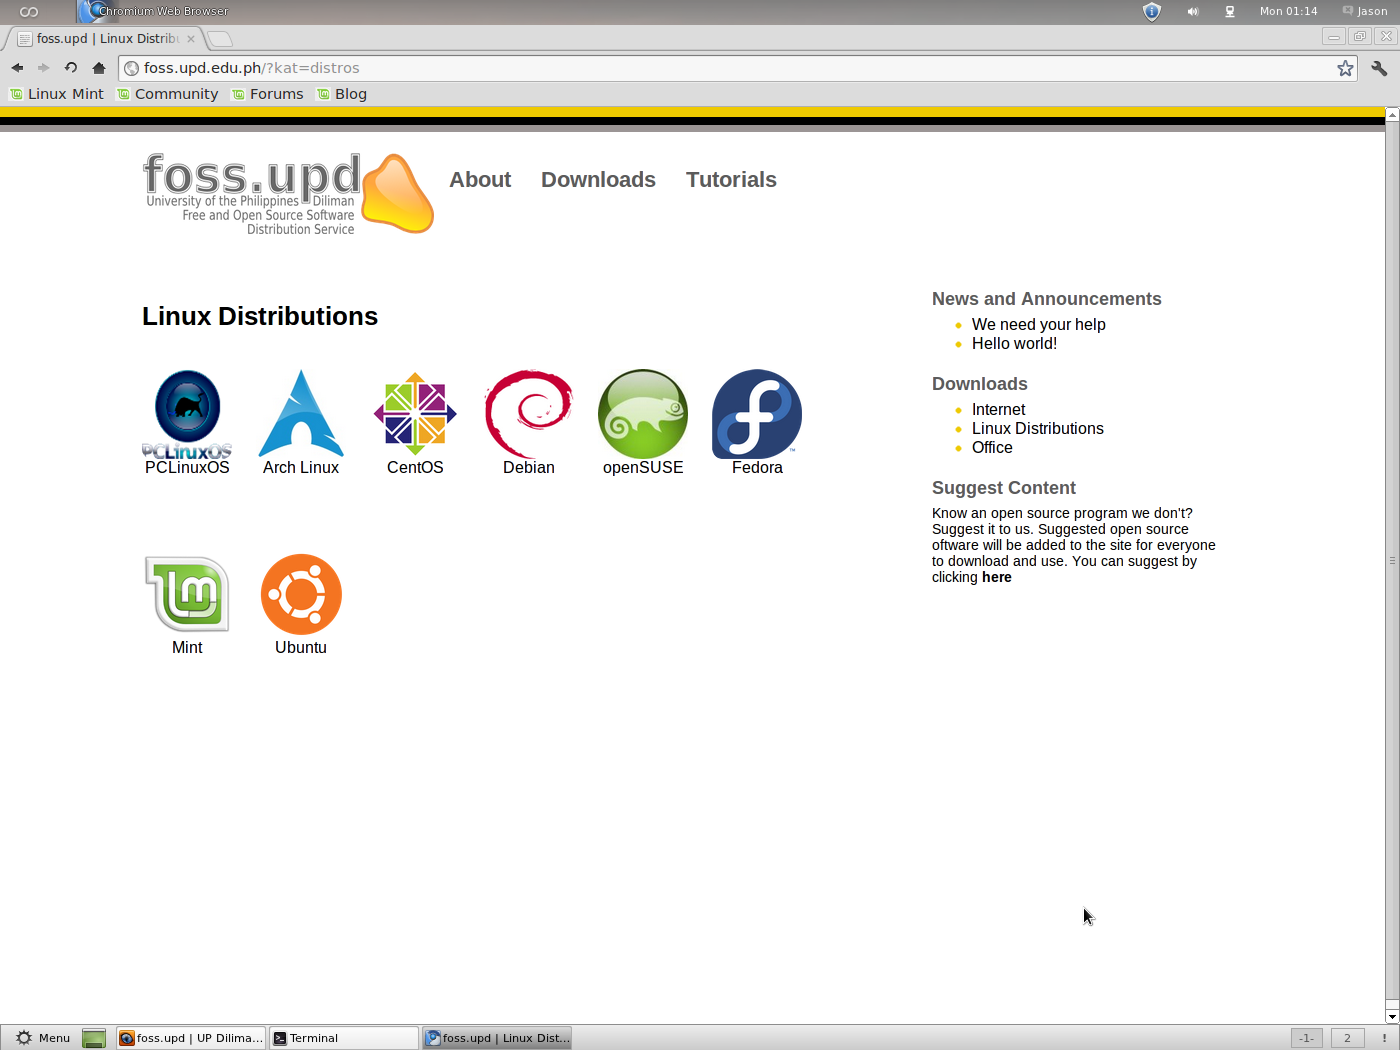 Chromium Web Browser
Mon 01:14
Jason
foss.upd | Linux Distribu
foss.upd.edu.ph/?kat=distros
Linux Mint
Community
Forums
Blog
foss.upd
University of the Philippines Diliman
Free and Open Source Software
Distribution Service
About
Downloads
Tutorials
Linux Distributions
PCLinuxOS
PCLinuxOS
Arch Linux
CentOS
Debian
openSUSE
Fedora
Mint
Ubuntu
News and Announcements
We need your help
Hello world!
Downloads
Internet
Linux Distributions
Office
Suggest Content
Know an open source program we don't?
Suggest it to us. Suggested open source
oftware will be added to the site for everyone
to download and use. You can suggest by
clicking here
Menu
foss.upd | UP Dilima...
Terminal
foss.upd | Linux Dist...
-1-
2
!